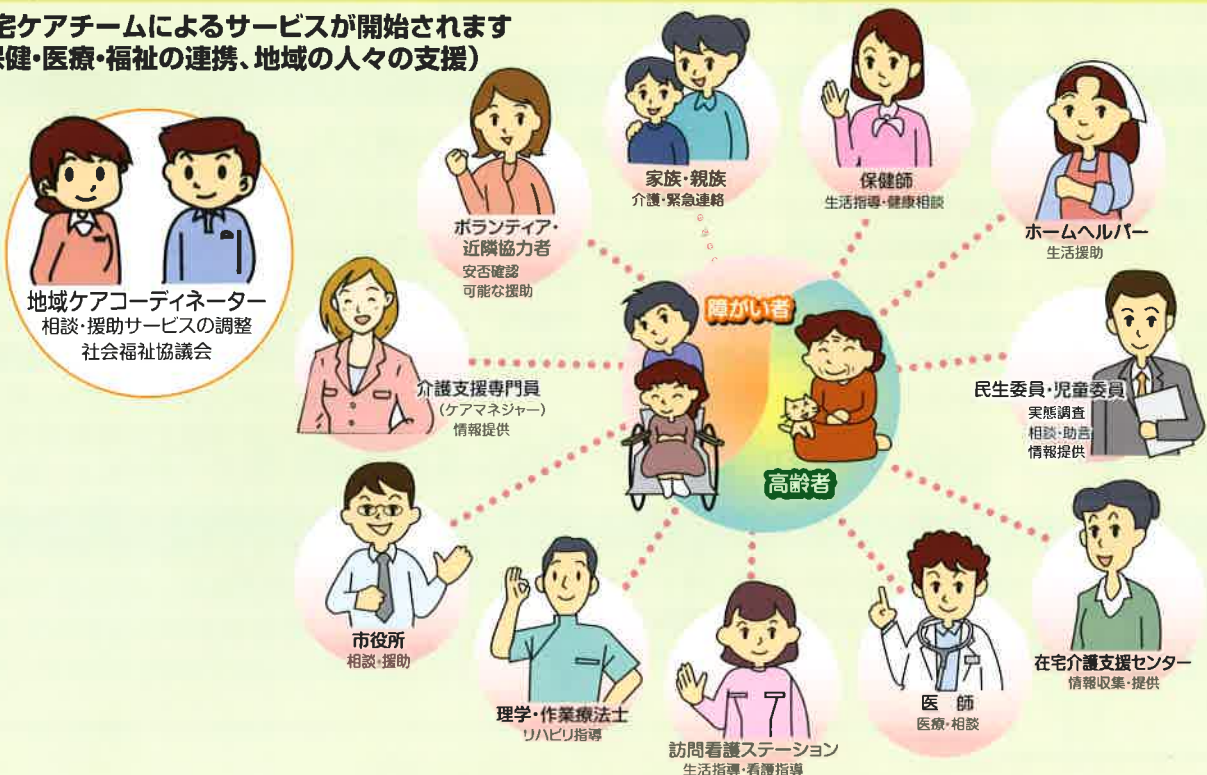 宅ケアチームによるサービスが開始されます
保健・医療・福祉の連携、地域の人々の支援）
地域ケアコーディネーター
相談・援助サービスの調整
社会福祉協議会
ボランティア・
近隣協力者
安否確認
可能な援助
家族・親族
介護・緊急連絡
保健師
生活指導・健康相談
ホームヘルパー
生活援助
障がい者
高齢者
介護支援専門員
（ケアマネジャー）
情報提供
民生委員・児童委員
実態調査
相談・助言
情報提供
市役所
相談・援助
理学・作業療法士
リハビリ指導
訪問看護ステーション
生活指導・看護指導
医 師
医療・相談
在宅介護支援センター
情報収集・提供